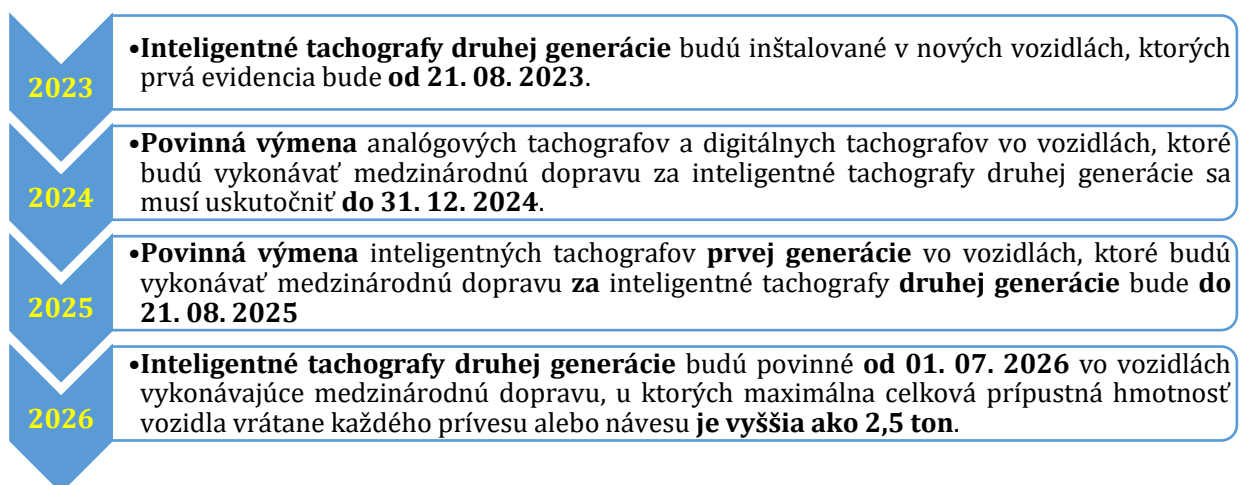 2023
•Inteligentné tachografy druhej generácie budú inštalované v nových vozidlách, ktorých
prvá evidencia bude od 21. 08. 2023.
2024
•Povinná výmena analógových tachografov a digitálnych tachografov vo vozidlách, ktoré
budú vykonávať medzinárodnú dopravu za inteligentné tachografy druhej generácie sa
musí uskutočniť do 31. 12. 2024.
2025
•Povinná výmena inteligentných tachografov prvej generácie vo vozidlách, ktoré budú
vykonávať medzinárodnú dopravu za inteligentné tachografy druhej generácie bude do
21. 08. 2025
2026
•Inteligentné tachografy druhej generácie budú povinné od 01. 07. 2026 vo vozidlách
vykonávajúce medzinárodnú dopravu, u ktorých maximálna celková prípustná hmotnosť
vozidla vrátane každého prívesu alebo návesu je vyššia ako 2,5 ton.